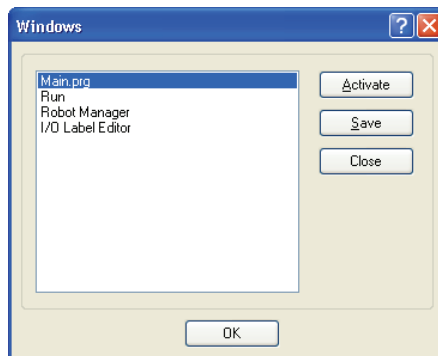 Windows
Main.prg
Run
Robot Manager
I/O Label Editor
Activate
Save
Close
OK